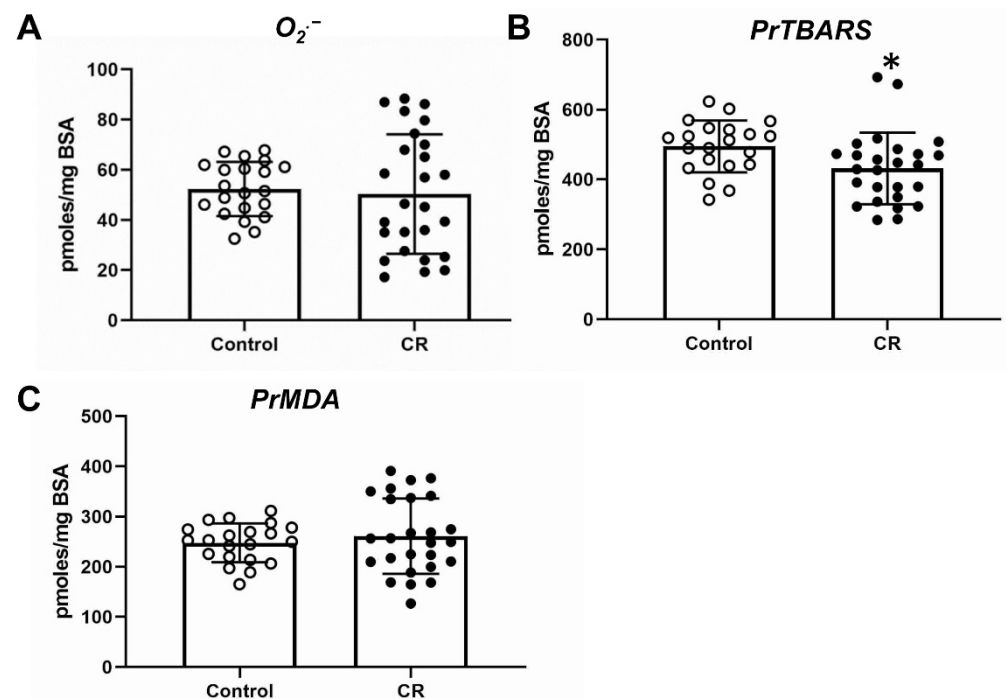 A
O₂·−
pmoles/mg BSA
100
80
60
40
20
0
Control
CR
B
PrTBARS
pmoles/mg BSA
800
600
400
200
0
*
Control
CR
C
PrMDA
pmoles/mg BSA
500
400
300
200
100
0
Control
CR